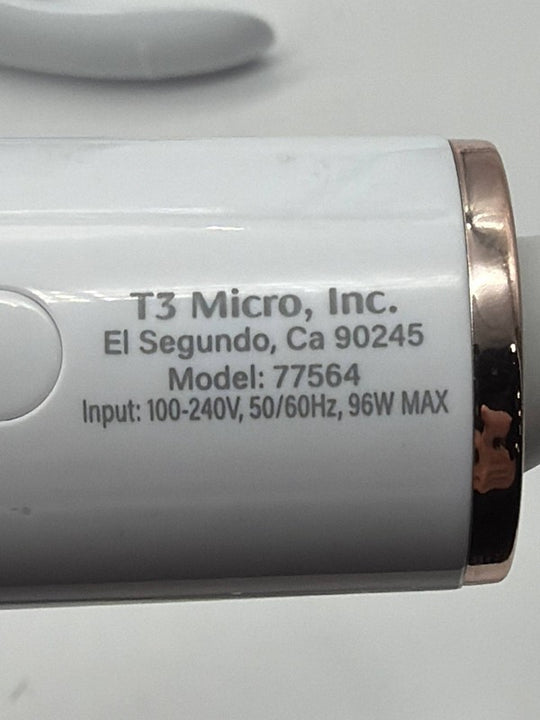 T3 Micro, Inc.
El Segundo, Ca 90245
Model: 77564
Input: 100-240V, 50/60Hz, 96W MAX